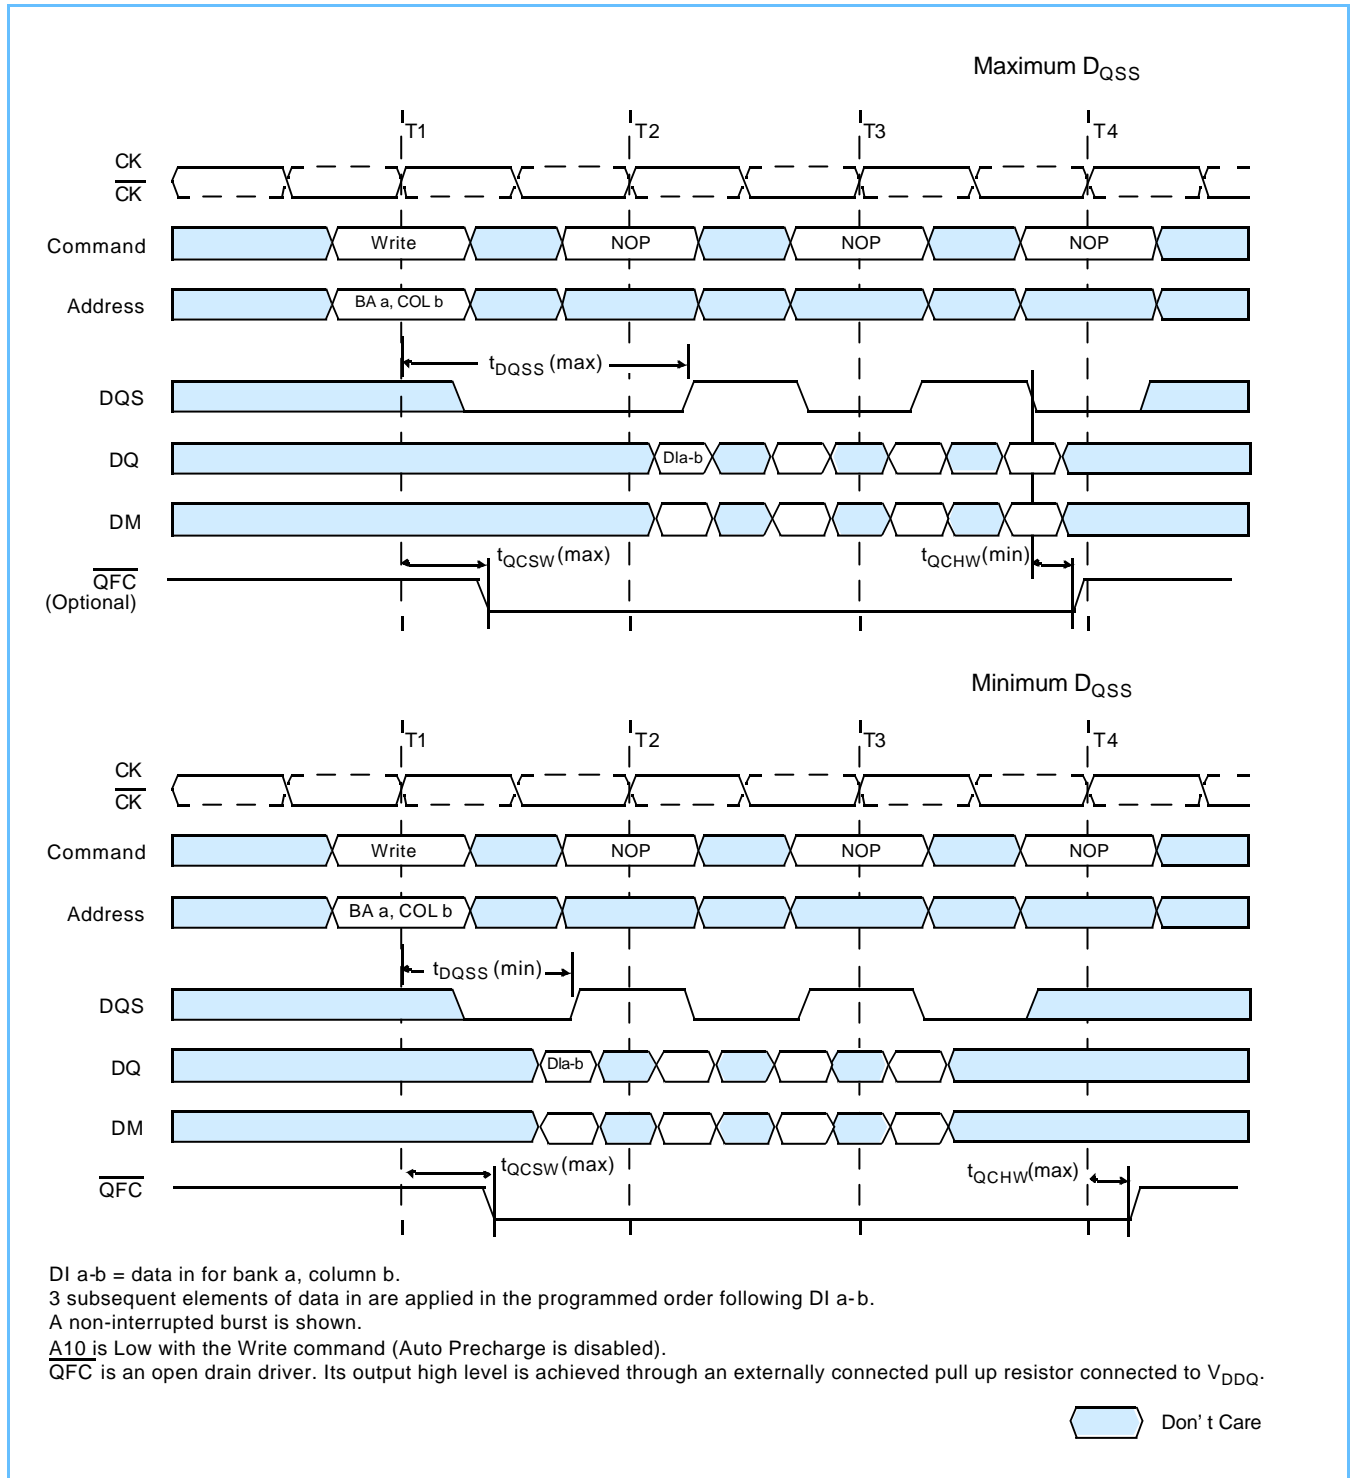 Maximum DQSS
T1 T2 T3 T4
CK
CK
Command Write NOP NOP NOP
Address BA a, COL b
tDQSS (max)
DQS
DQ DIa-b
DM
tQCSW(max) tQCHW(min)
QFC
(Optional)
Minimum DQSS
T1 T2 T3 T4
CK
CK
Command Write NOP NOP NOP
Address BA a, COL b
tDQSS (min)
DQS
DQ DIa-b
DM
tQCSW(max) tQCHW(max)
QFC
DI a-b = data in for bank a, column b.
3 subsequent elements of data in are applied in the programmed order following DI a-b.
A non-interrupted burst is shown.
A10 is Low with the Write command (Auto Precharge is disabled).
QFC is an open drain driver. Its output high level is achieved through an externally connected pull up resistor connected to VDDQ.
Don' t Care